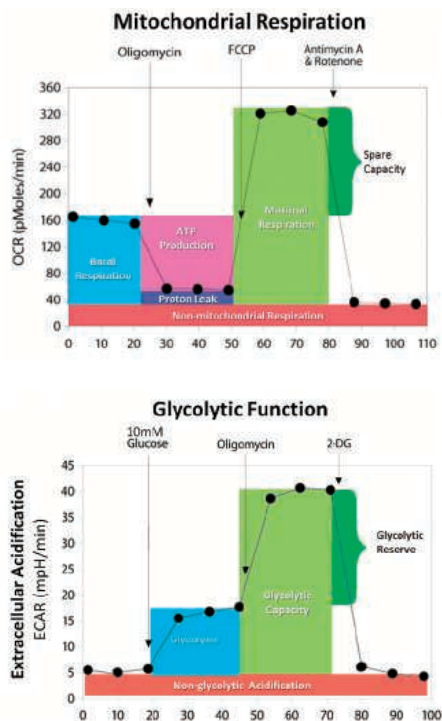 Mitochondrial Respiration
Oligomycin
FCCP
Antimycin A
& Rotenone
OCR (pMoles/min)
360
320
280
240
200
160
120
80
40
0
Basal
Respiration
ATP
Production
Proton Leak
Maximal
Respiration
Spare
Capacity
Non-mitochondrial Respiration
0 10 20 30 40 50 60 70 80 90 100 110
Glycolytic Function
10mM
Glucose
Oligomycin
2-DG
Extracellular Acidification
ECAR (mpH/min)
45
40
35
30
25
20
15
10
5
0
Glycolysis
Glycolytic
Capacity
Glycolytic
Reserve
Non-glycolytic Acidification
0 10 20 30 40 50 60 70 80 90 100